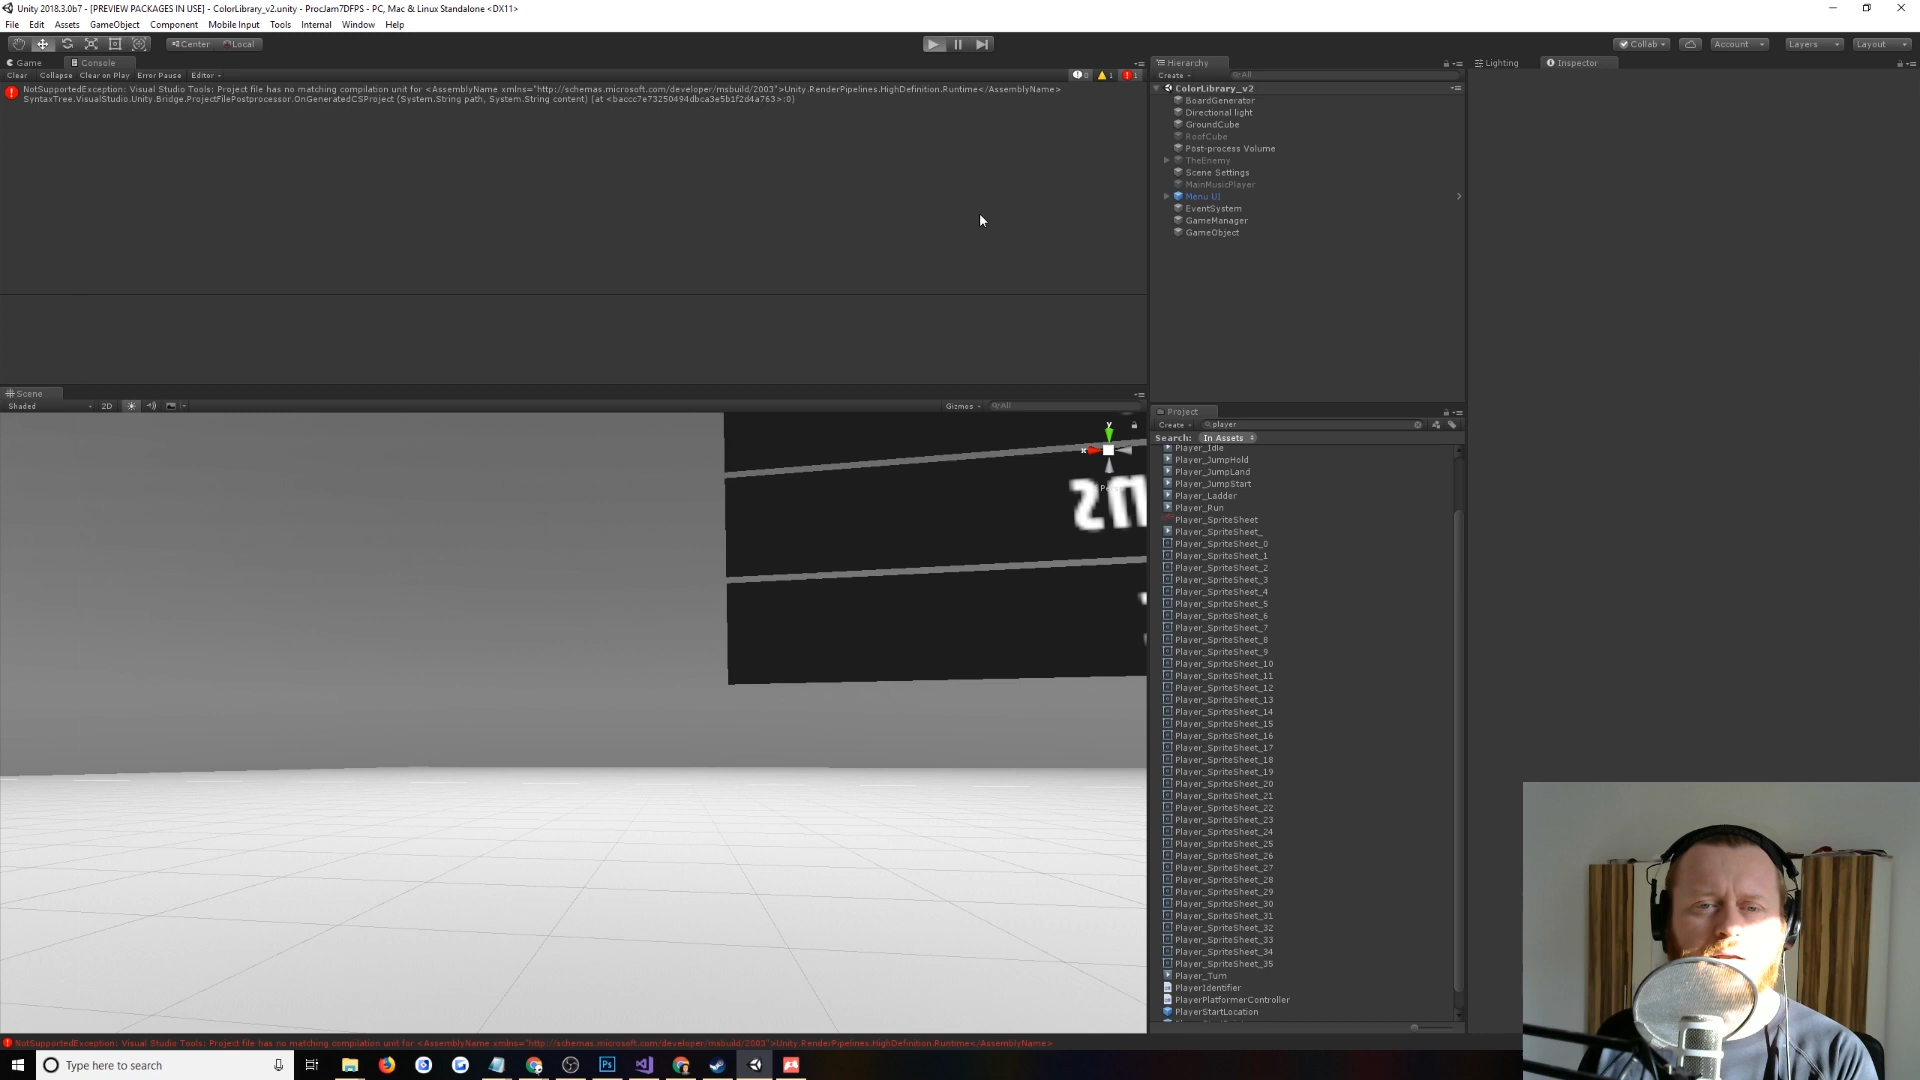 Unity 2018.3.0b7 - [PREVIEW PACKAGES IN USE] - ColorLibrary_v2.unity - ProcJam7DFPS - PC, Mac & Linux Standalone <DX11>
File Edit Assets GameObject Component Mobile Input Tools Internal Window Help
Center Local Collab Account Layers Layout
Game Console
Clear Collapse Clear on Play Error Pause Editor 0 1 1
NotSupportedException: Visual Studio Tools: Project file has no matching compilation unit for <AssemblyName xmlns="http://schemas.microsoft.com/developer/msbuild/2003">Unity.RenderPipelines.HighDefinition.Runtime</AssemblyName>
SyntaxTree.VisualStudio.Unity.Bridge.ProjectFilePostprocessor.OnGeneratedCSProject (System.String path, System.String content) (at <baccc7e73250494dbca3e5b1f2d4a763>:0)
Scene
Shaded 2D Gizmos All
y
x
Hierarchy
Create All
ColorLibrary_v2
BoardGenerator
Directional light
GroundCube
RoofCube
Post-process Volume
TheEnemy
Scene Settings
MainMusicPlayer
Menu UI
EventSystem
GameManager
GameObject
Project
Create player
Search: In Assets
Player_Idle
Player_JumpHold
Player_JumpLand
Player_JumpStart
Player_Ladder
Player_Run
Player_SpriteSheet
Player_SpriteSheet_
Player_SpriteSheet_0
Player_SpriteSheet_1
Player_SpriteSheet_2
Player_SpriteSheet_3
Player_SpriteSheet_4
Player_SpriteSheet_5
Player_SpriteSheet_6
Player_SpriteSheet_7
Player_SpriteSheet_8
Player_SpriteSheet_9
Player_SpriteSheet_10
Player_SpriteSheet_11
Player_SpriteSheet_12
Player_SpriteSheet_13
Player_SpriteSheet_14
Player_SpriteSheet_15
Player_SpriteSheet_16
Player_SpriteSheet_17
Player_SpriteSheet_18
Player_SpriteSheet_19
Player_SpriteSheet_20
Player_SpriteSheet_21
Player_SpriteSheet_22
Player_SpriteSheet_23
Player_SpriteSheet_24
Player_SpriteSheet_25
Player_SpriteSheet_26
Player_SpriteSheet_27
Player_SpriteSheet_28
Player_SpriteSheet_29
Player_SpriteSheet_30
Player_SpriteSheet_31
Player_SpriteSheet_32
Player_SpriteSheet_33
Player_SpriteSheet_34
Player_SpriteSheet_35
Player_Turn
PlayerIdentifier
PlayerPlatformerController
PlayerStartLocation
Lighting Inspector
NotSupportedException: Visual Studio Tools: Project file has no matching compilation unit for <AssemblyName xmlns="http://schemas.microsoft.com/developer/msbuild/2003">Unity.RenderPipelines.HighDefinition.Runtime</AssemblyName>
Type here to search
Ps